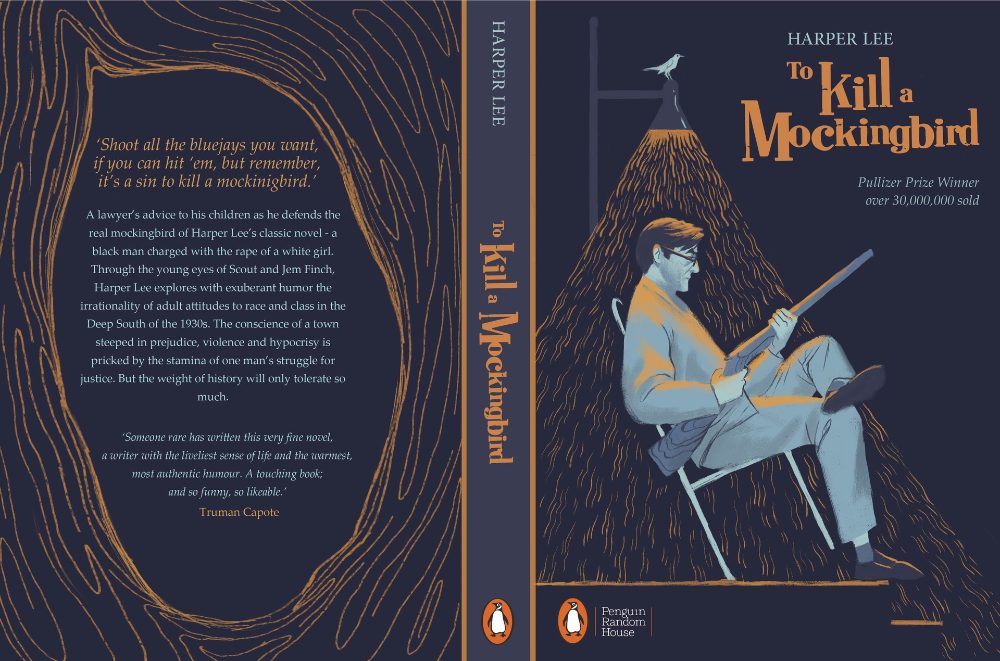 ‘Shoot all the bluejays you want,
if you can hit ‘em, but remember,
it’s a sin to kill a mockinigbird.’
A lawyer’s advice to his children as he defends the
real mockingbird of Harper Lee’s classic novel - a
black man charged with the rape of a white girl.
Through the young eyes of Scout and Jem Finch,
Harper Lee explores with exuberant humor the
irrationality of adult attitudes to race and class in the
Deep South of the 1930s. The conscience of a town
steeped in prejudice, violence and hypocrisy is
pricked by the stamina of one man’s struggle for
justice. But the weight of history will only tolerate so
much.
‘Someone rare has written this very fine novel,
a writer with the liveliest sense of life and the warmest,
most authentic humour. A touching book;
and so funny, so likeable.’
Truman Capote
HARPER LEE
To Kill a Mockingbird
HARPER LEE
To Kill a
Mockingbird
Pullizer Prize Winner
over 30,000,000 sold
Penguin
Random
House